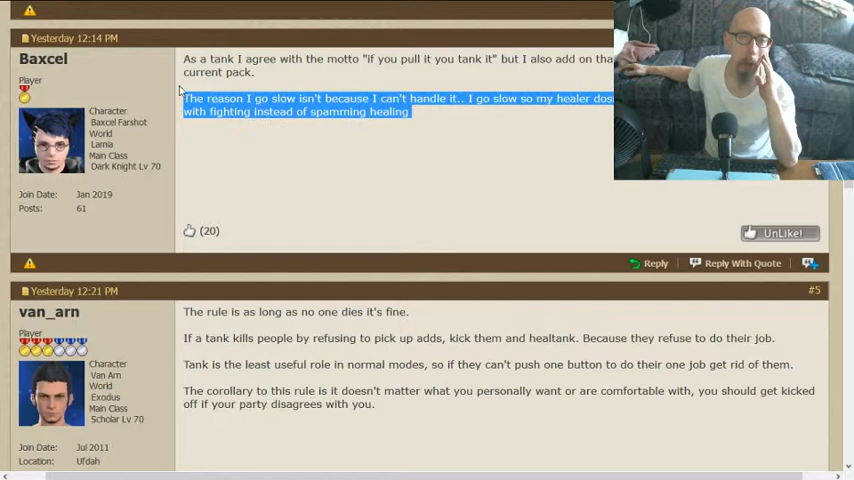 Yesterday 12:14 PM
Baxcel
Player
Character
Baxcel Farshot
World
Lamia
Main Class
Dark Knight Lv 70
Join Date: Jan 2019
Posts: 61
As a tank I agree with the motto "if you pull it you tank it" but I also add on
current pack.
The reason I go slow isn't because I can't handle it.. I go slow so my healer
with fighting instead of spamming healing
(20)
UnLike!
Reply Reply With Quote
Yesterday 12:21 PM #5
van_arn
Player
Character
Van Arn
World
Exodus
Main Class
Scholar Lv 70
Join Date: Jul 2011
Location: Ufdah
The rule is as long as no one dies it's fine.
If a tank kills people by refusing to pick up adds, kick them and healtank. Because they refuse to do their job.
Tank is the least useful role in normal modes, so if they can't push one button to do their one job get rid of them.
The corollary to this rule is it doesn't matter what you personally want or are comfortable with, you should get kicked
off if your party disagrees with you.